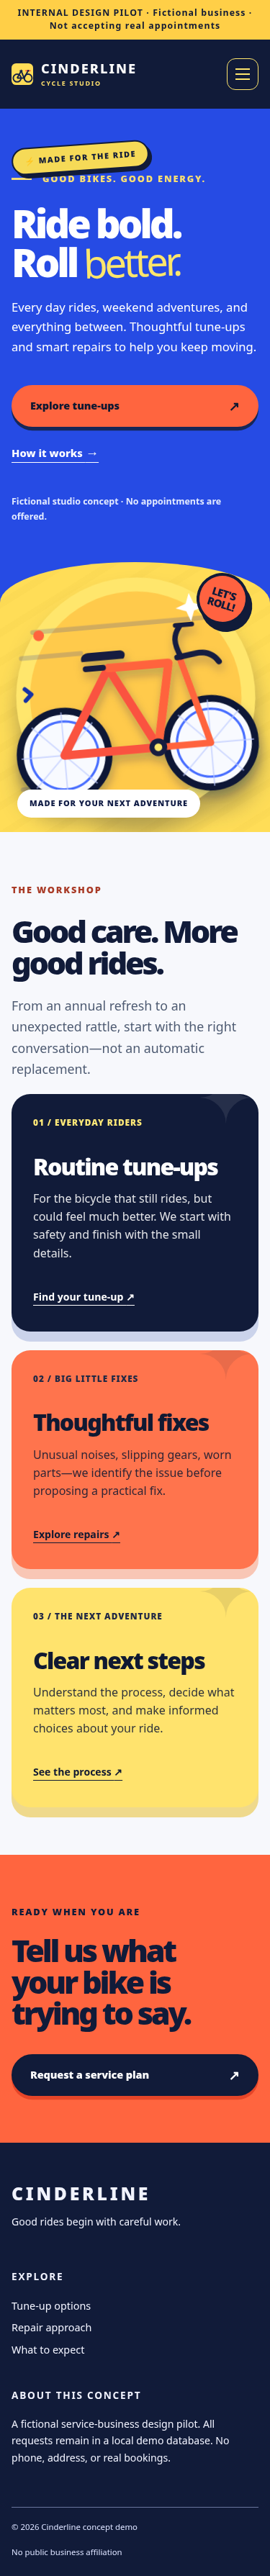 INTERNAL DESIGN PILOT · Fictional business ·
Not accepting real appointments
CINDERLINE
CYCLE STUDIO
MADE FOR THE RIDE
GOOD BIKES. GOOD ENERGY.
Ride bold.
Roll better.
Every day rides, weekend adventures, and
everything between. Thoughtful tune-ups
and smart repairs to help you keep moving.
Explore tune-ups ↗
How it works →
Fictional studio concept · No appointments are
offered.
LET'S
ROLL!
MADE FOR YOUR NEXT ADVENTURE
THE WORKSHOP
Good care. More
good rides.
From an annual refresh to an
unexpected rattle, start with the right
conversation—not an automatic
replacement.
01 / EVERYDAY RIDERS
Routine tune-ups
For the bicycle that still rides, but
could feel much better. We start with
safety and finish with the small
details.
Find your tune-up ↗
02 / BIG LITTLE FIXES
Thoughtful fixes
Unusual noises, slipping gears, worn
parts—we identify the issue before
proposing a practical fix.
Explore repairs ↗
03 / THE NEXT ADVENTURE
Clear next steps
Understand the process, decide what
matters most, and make informed
choices about your ride.
See the process ↗
READY WHEN YOU ARE
Tell us what
your bike is
trying to say.
Request a service plan ↗
CINDERLINE
Good rides begin with careful work.
EXPLORE
Tune-up options
Repair approach
What to expect
ABOUT THIS CONCEPT
A fictional service-business design pilot. All
requests remain in a local demo database. No
phone, address, or real bookings.
© 2026 Cinderline concept demo
No public business affiliation